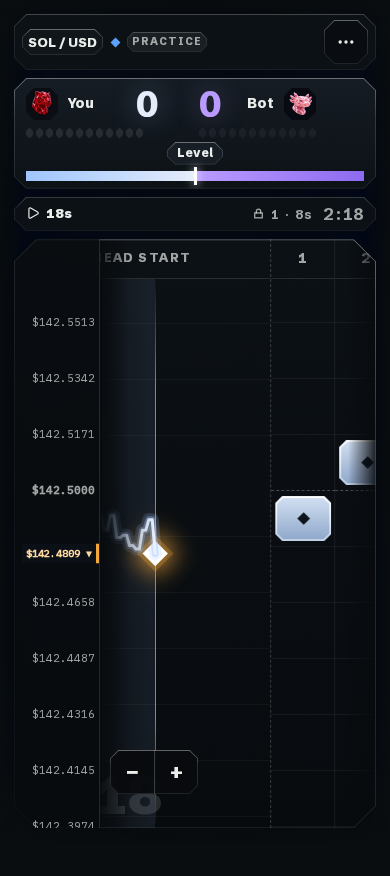 SOL / USD ◆ PRACTICE ···
You 0 0 Bot
Level
18s 1 · 8s 2:18
EAD START 1 2
$142.5513
$142.5342
$142.5171
$142.5000
$142.4809 ▼
$142.4658
$142.4487
$142.4316
$142.4145
− +
18
$142.3974